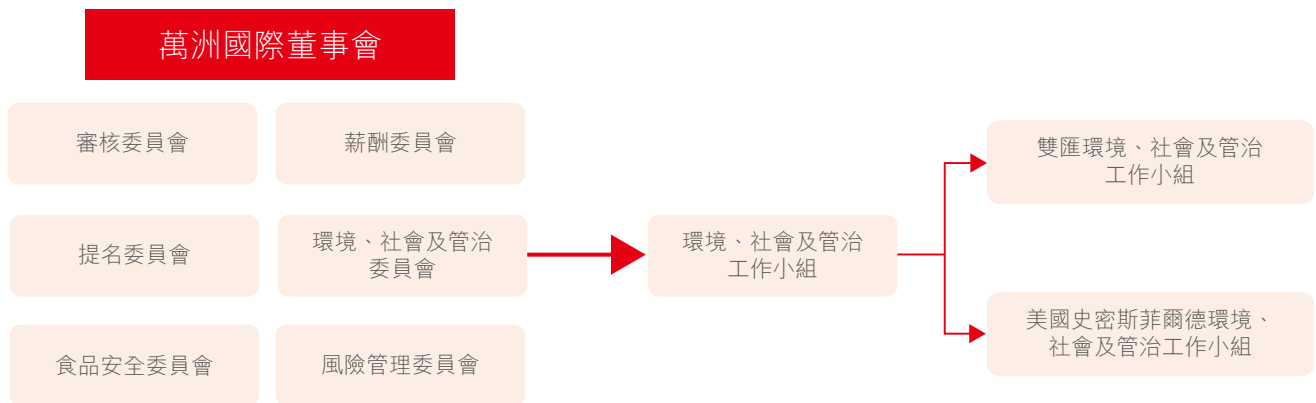 萬洲國際董事會
審核委員會
薪酬委員會
提名委員會
環境、社會及管治
委員會
食品安全委員會
風險管理委員會
環境、社會及管治
工作小組
雙匯環境、社會及管治
工作小組
美國史密斯菲爾德環境、
社會及管治工作小組